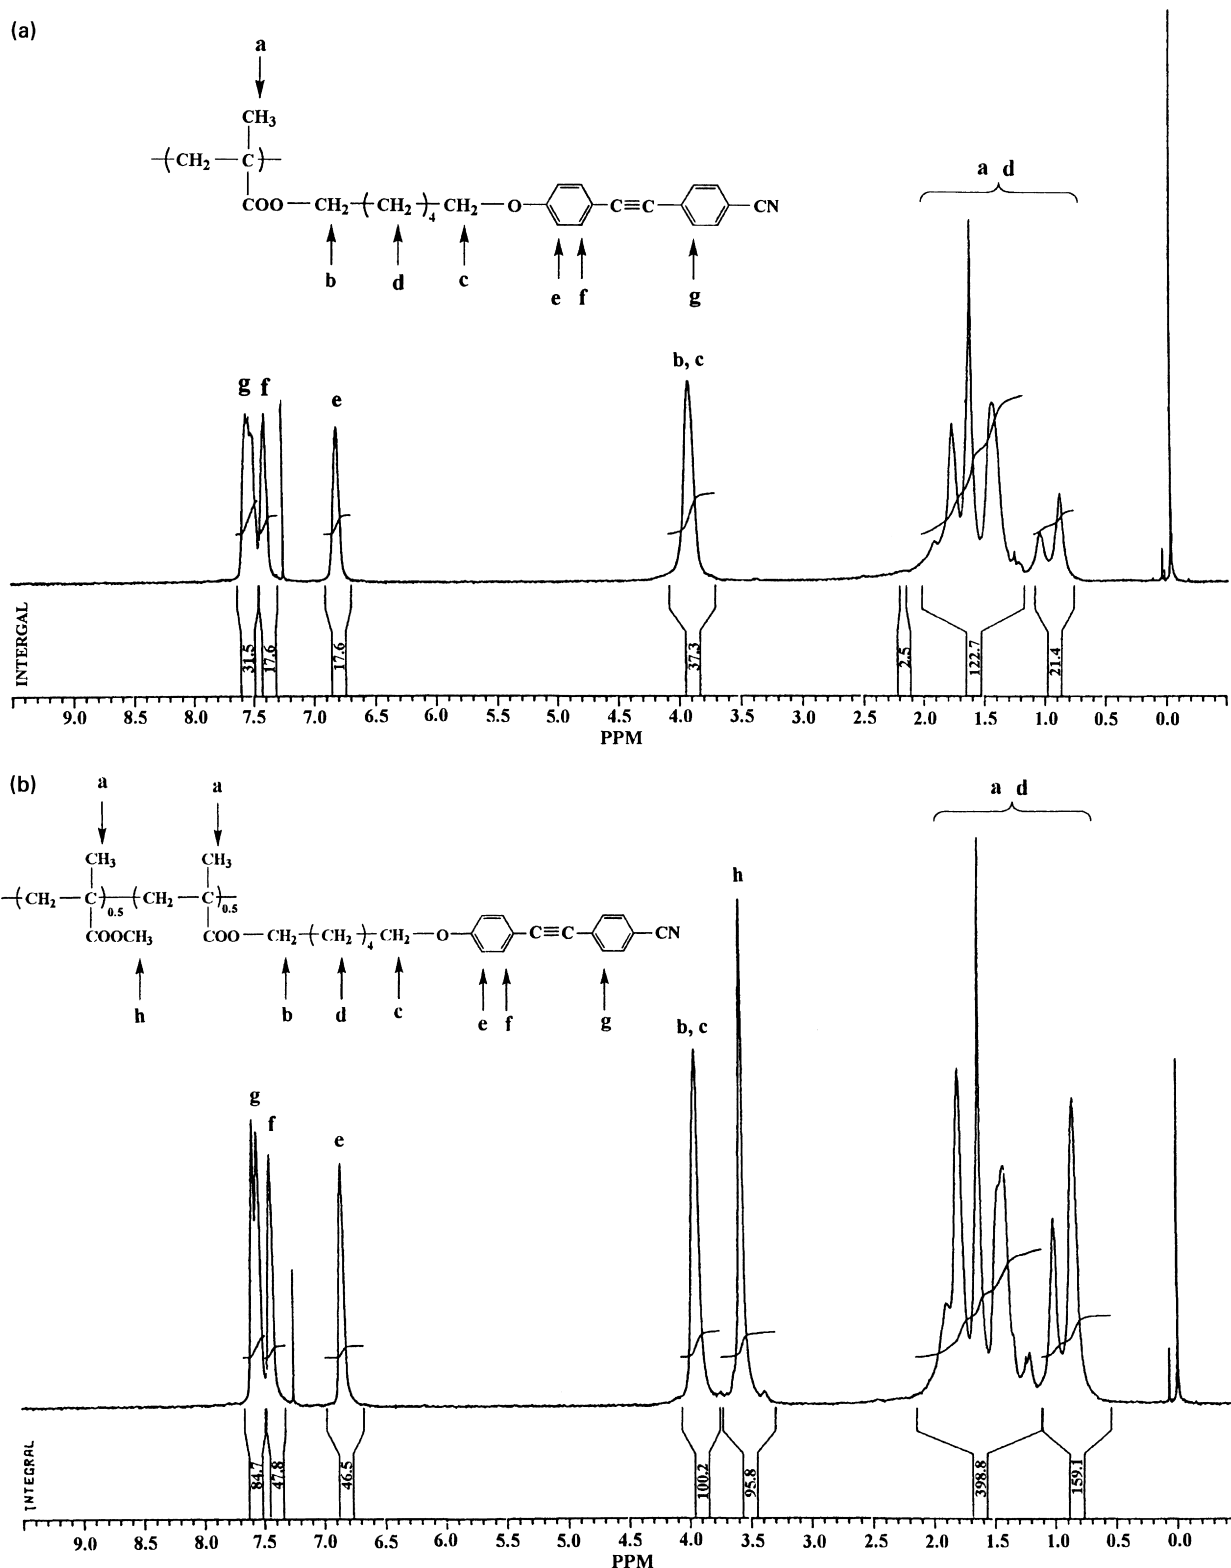 (a)
a
CH3
—(CH2—C)—
COO—CH2—(CH2)4—CH2—O— —C≡C— —CN
b d c e f g
a d
g f e b, c
INTERGAL
31.5 17.6 17.6 37.3 2.5 122.7 21.4
9.0 8.5 8.0 7.5 7.0 6.5 6.0 5.5 5.0 4.5 4.0 3.5 3.0 2.5 2.0 1.5 1.0 0.5 0.0
PPM
(b)
a a
CH3 CH3
—(CH2—C)0.5—(CH2—C)0.5—
COOCH3 COO—CH2—(CH2)4—CH2—O— —C≡C— —CN
h b d c e f g
a d
g f e b, c h
INTEGRAL
84.7 47.8 46.5 100.2 95.8 398.8 159.1
9.0 8.5 8.0 7.5 7.0 6.5 6.0 5.5 5.0 4.5 4.0 3.5 3.0 2.5 2.0 1.5 1.0 0.5 0.0
PPM